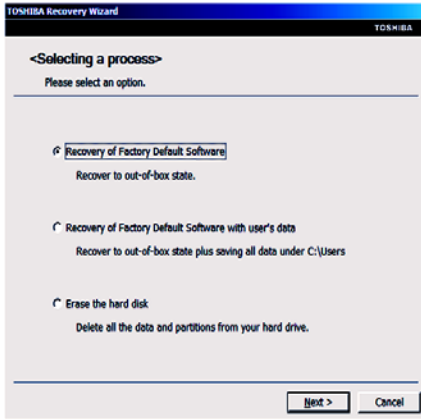 TOSHIBA Recovery Wizard
TOSHIBA
<Selecting a process>
Please select an option.
Recovery of Factory Default Software
Recover to out-of-box state.
Recovery of Factory Default Software with user's data
Recover to out-of-box state plus saving all data under C:\Users
Erase the hard disk
Delete all the data and partitions from your hard drive.
Next > Cancel